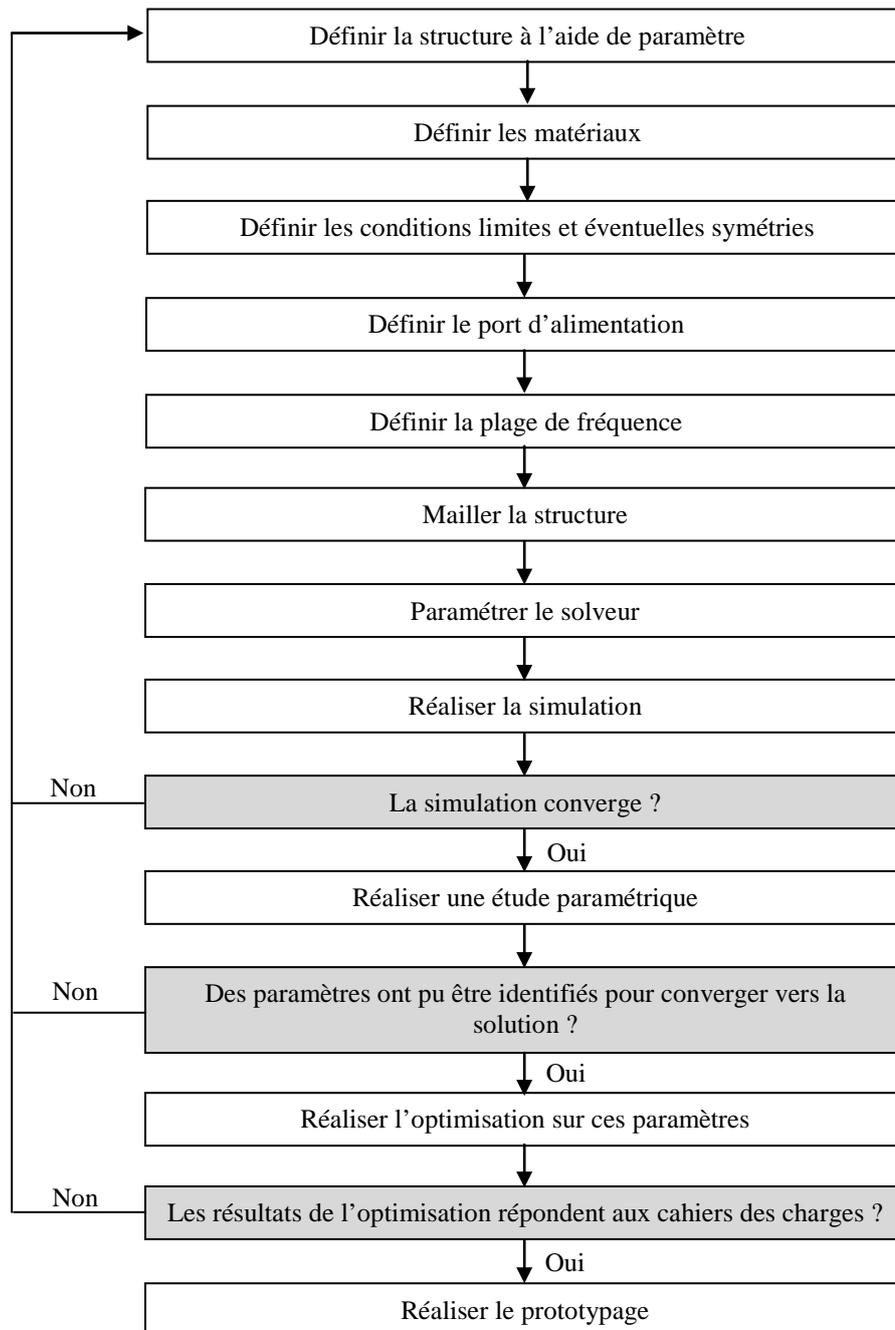 Définir la structure à l’aide de paramètre
Définir les matériaux
Définir les conditions limites et éventuelles symétries
Définir le port d’alimentation
Définir la plage de fréquence
Mailler la structure
Paramétrer le solveur
Réaliser la simulation
Non
La simulation converge ?
Oui
Réaliser une étude paramétrique
Non
Des paramètres ont pu être identifiés pour converger vers la
solution ?
Oui
Réaliser l’optimisation sur ces paramètres
Non
Les résultats de l’optimisation répondent aux cahiers des charges ?
Oui
Réaliser le prototypage